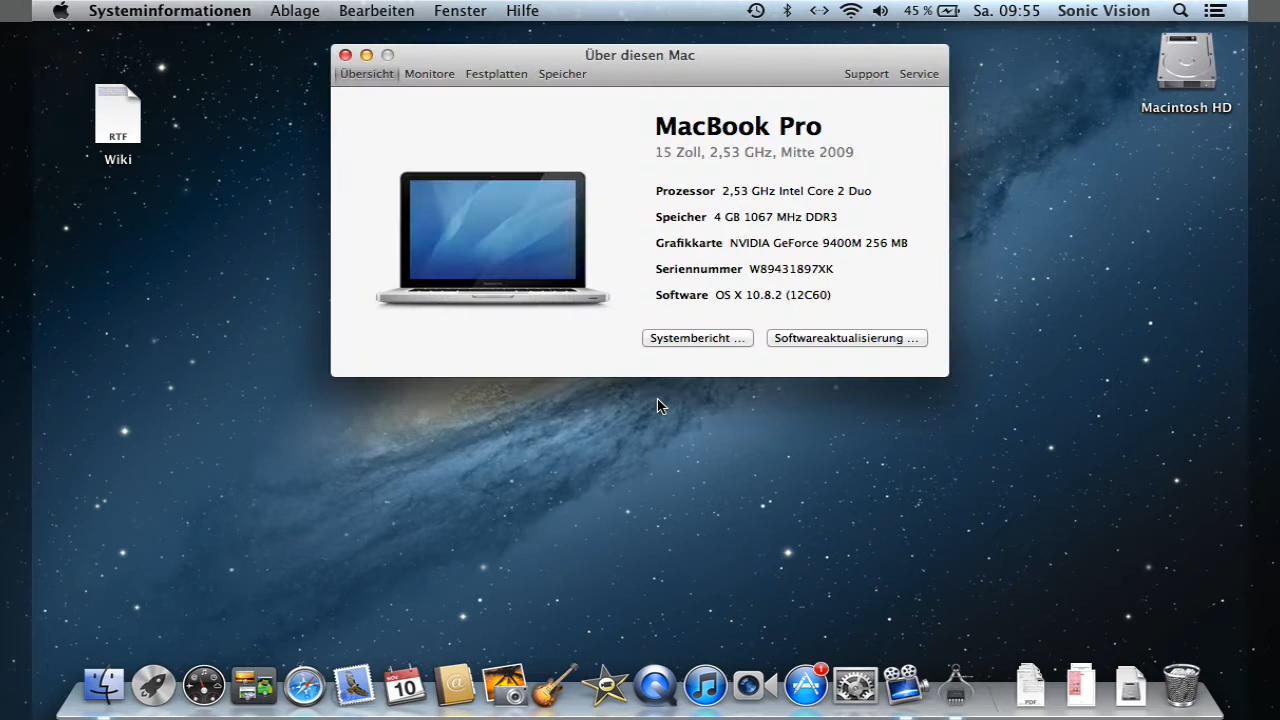 Systeminformationen Ablage Bearbeiten Fenster Hilfe 45 % Sa. 09:55 Sonic Vision
Über diesen Mac
Übersicht Monitore Festplatten Speicher Support Service
Macintosh HD
RTF
Wiki
MacBook Pro
15 Zoll, 2,53 GHz, Mitte 2009
Prozessor 2,53 GHz Intel Core 2 Duo
Speicher 4 GB 1067 MHz DDR3
Grafikkarte NVIDIA GeForce 9400M 256 MB
Seriennummer W89431897XK
Software OS X 10.8.2 (12C60)
Systembericht ... Softwareaktualisierung ...
NOV
10
1
PDF